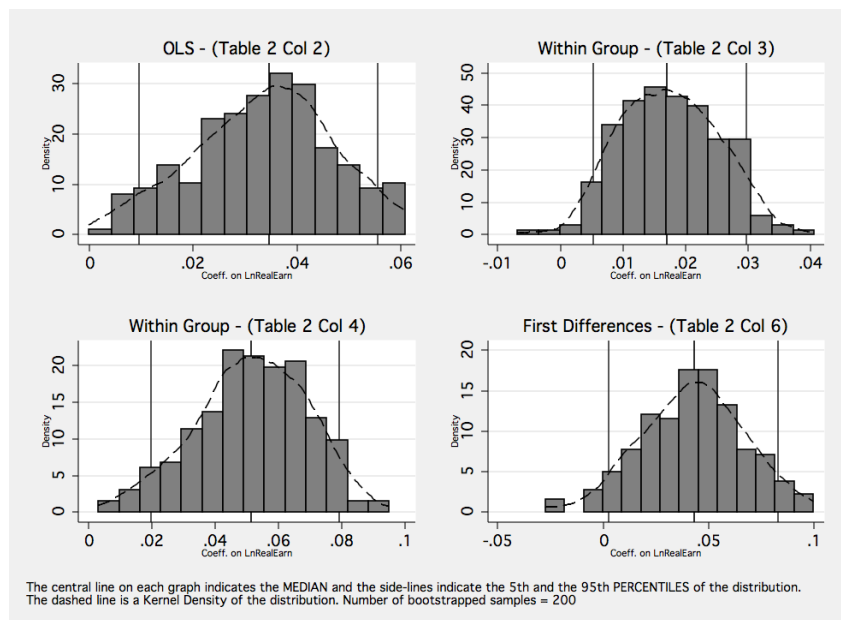 OLS - (Table 2 Col 2)
Density
30
20
10
0
0 .02 .04 .06
Coeff. on LnRealEarn
Within Group - (Table 2 Col 3)
Density
50
40
30
20
10
0
-.01 0 .01 .02 .03 .04
Coeff. on LnRealEarn
Within Group - (Table 2 Col 4)
Density
20
15
10
5
0
0 .02 .04 .06 .08 .1
Coeff. on LnRealEarn
First Differences - (Table 2 Col 6)
Density
20
15
10
5
0
-.05 0 .05 .1
Coeff. on LnRealEarn
The central line on each graph indicates the MEDIAN and the side-lines indicate the 5th and the 95th PERCENTILES of the distribution.
The dashed line is a Kernel Density of the distribution. Number of bootstrapped samples = 200